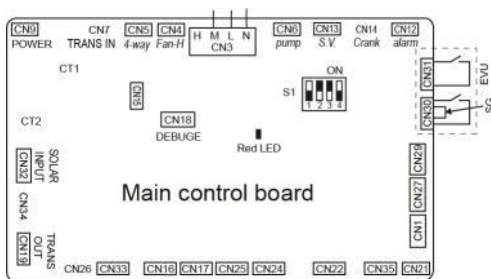 CN9
POWER
CN7
TRANS IN
CN5
4-way
CN4
Fan-H
H M L N
CN3
CN6
pump
CN13
S.V.
CN14
Crank
CN12
alarm
CT1
CN15
CN18
DEBUGE
S1
ON
1 2 3 4
Red LED
CN31
EVU
CN30
SG
CT2
SOLAR
INPUT
CN32
CN34
TRANS
OUT
CN19
Main control board
CN29
CN27
CN1
CN26
CN33
CN16
CN17
CN25
CN24
CN22
CN35
CN21